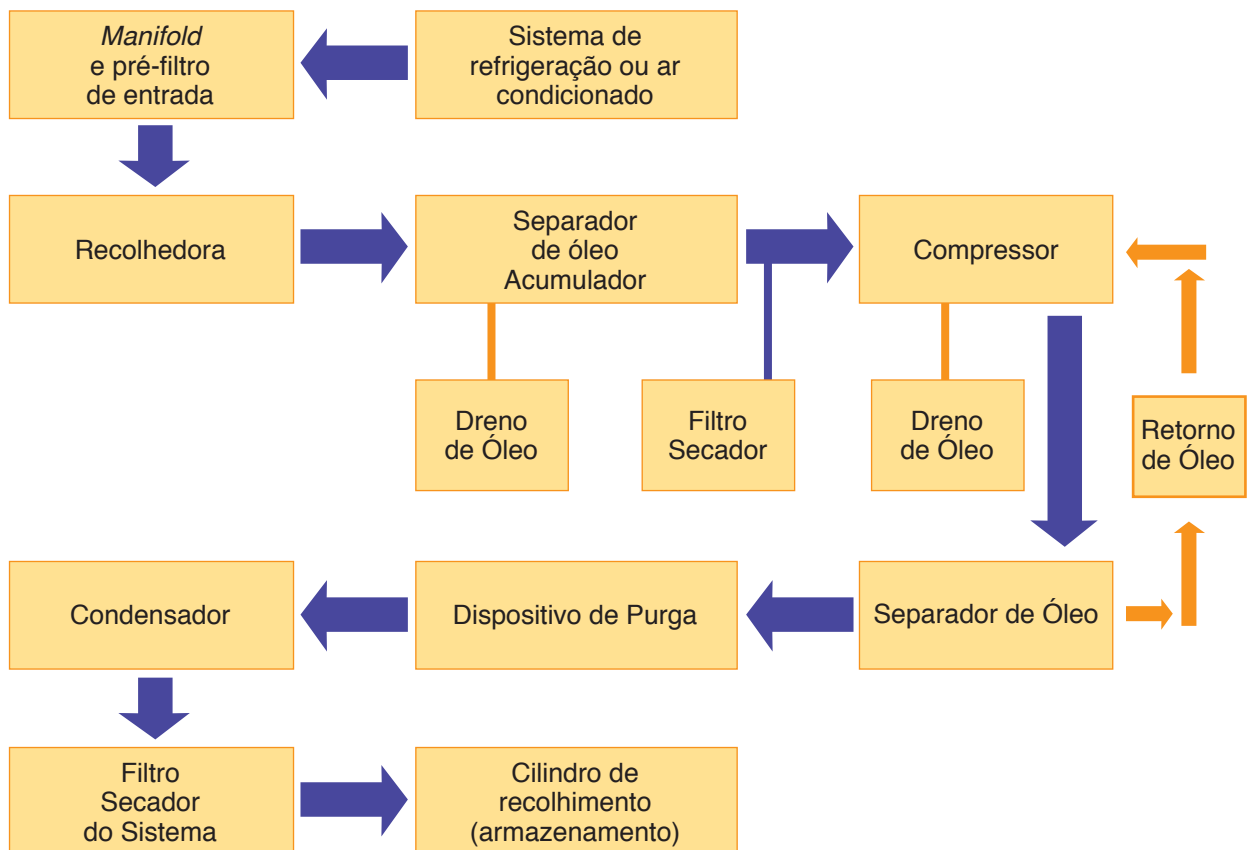 Manifold
e pré-filtro
de entrada
Sistema de
refrigeração ou ar
condicionado
Recolhedora
Separador
de óleo
Acumulador
Compressor
Dreno
de Óleo
Filtro
Secador
Dreno
de Óleo
Retorno
de Óleo
Condensador
Dispositivo de Purga
Separador de Óleo
Filtro
Secador
do Sistema
Cilindro de
recolhimento
(armazenamento)